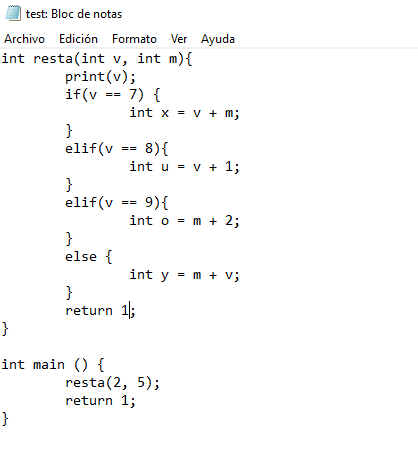 test: Bloc de notas
Archivo Edición Formato Ver Ayuda
int resta(int v, int m){
        print(v);
        if(v == 7) {
                int x = v + m;
        }
        elif(v == 8){
                int u = v + 1;
        }
        elif(v == 9){
                int o = m + 2;
        }
        else {
                int y = m + v;
        }
        return 1;
}

int main () {
        resta(2, 5);
        return 1;
}